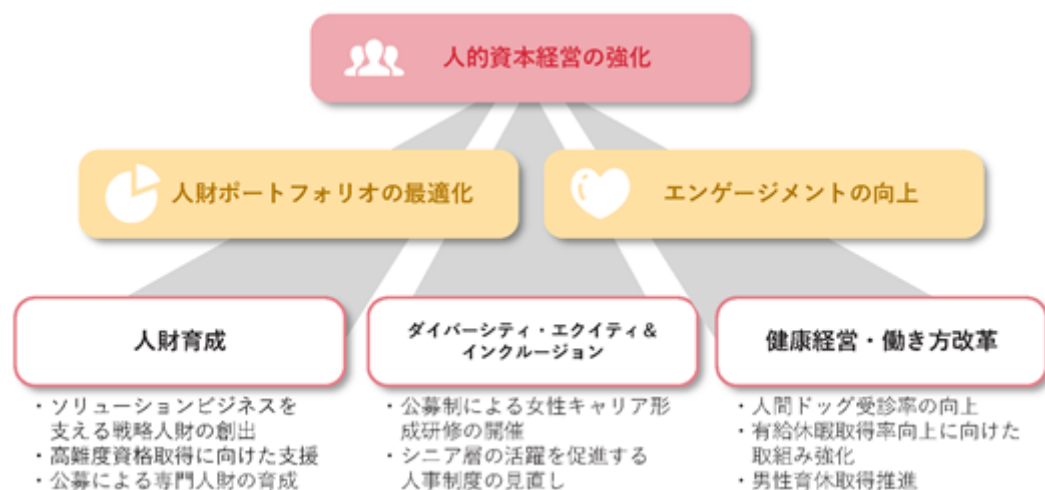 人的資本経営の強化
人財ポートフォリオの最適化
エンゲージメントの向上
人財育成
・ソリューションビジネスを
支える戦略人財の創出
・高難度資格取得に向けた支援
・公募による専門人財の育成
ダイバーシティ・エクイティ＆
インクルージョン
・公募制による女性キャリア形
成研修の開催
・シニア層の活躍を促進する
人事制度の見直し
健康経営・働き方改革
・人間ドッグ受診率の向上
・有給休暇取得率向上に向けた
取組み強化
・男性育休取得推進